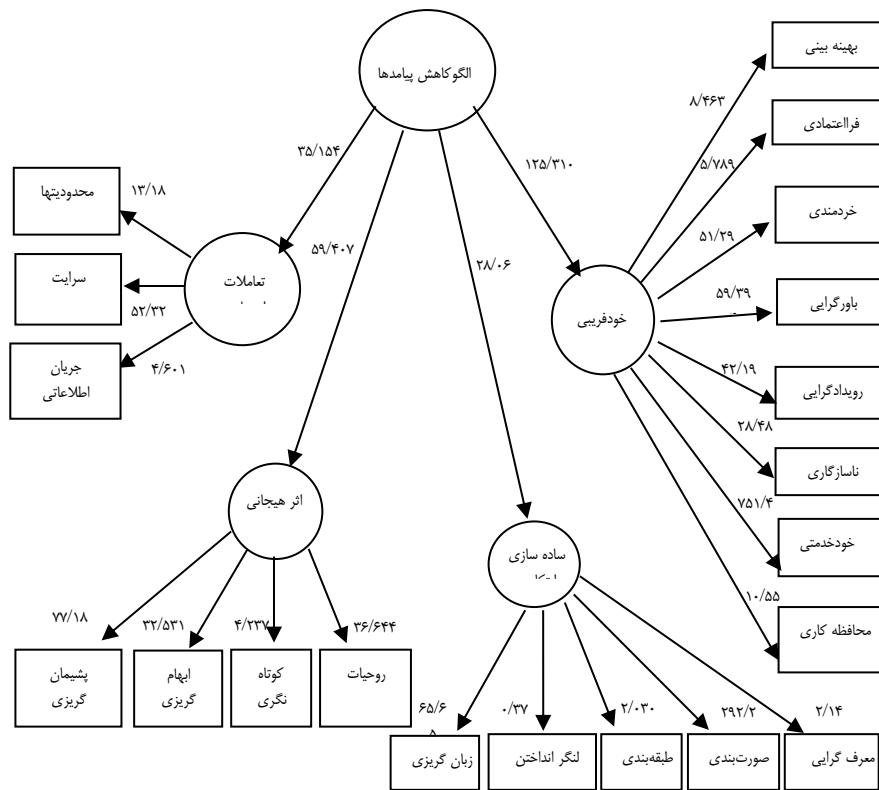 الگوکاهش پیامدها
۳۵/۱۵۴
۵۹/۴۰۷
۲۸/۰۶
۱۲۵/۳۱۰
خودفریبی
۸/۴۶۳
بهینه بینی
۵/۷۸۹
فرااعتمادی
۵۱/۲۹
خردمندی
۵۹/۳۹
باورگرایی
۴۲/۱۹
رویدادگرایی
۲۸/۴۸
ناسازگاری
۷۵۱/۴
خودخدمتی
۱۰/۵۵
محافظه کاری
تعاملات
۱۳/۱۸
محدودیتها
۵۲/۳۲
سرایت
۴/۶۰۱
جریان
اطلاعاتی
اثر هیجانی
۳۶/۶۴۴
روحیات
۴/۲۳۷
کوتاه
نگری
۳۲/۵۳۱
ابهام
گریزی
۷۷/۱۸
پشیمان
گریزی
ساده سازی
۲/۱۴
معرف گرایی
۲۹۲/۲
صورت‌بندی
۲/۰۳۰
طبقه‌بندی
۰/۳۷
لنگر انداختن
۶۵/۶
زبان گریزی